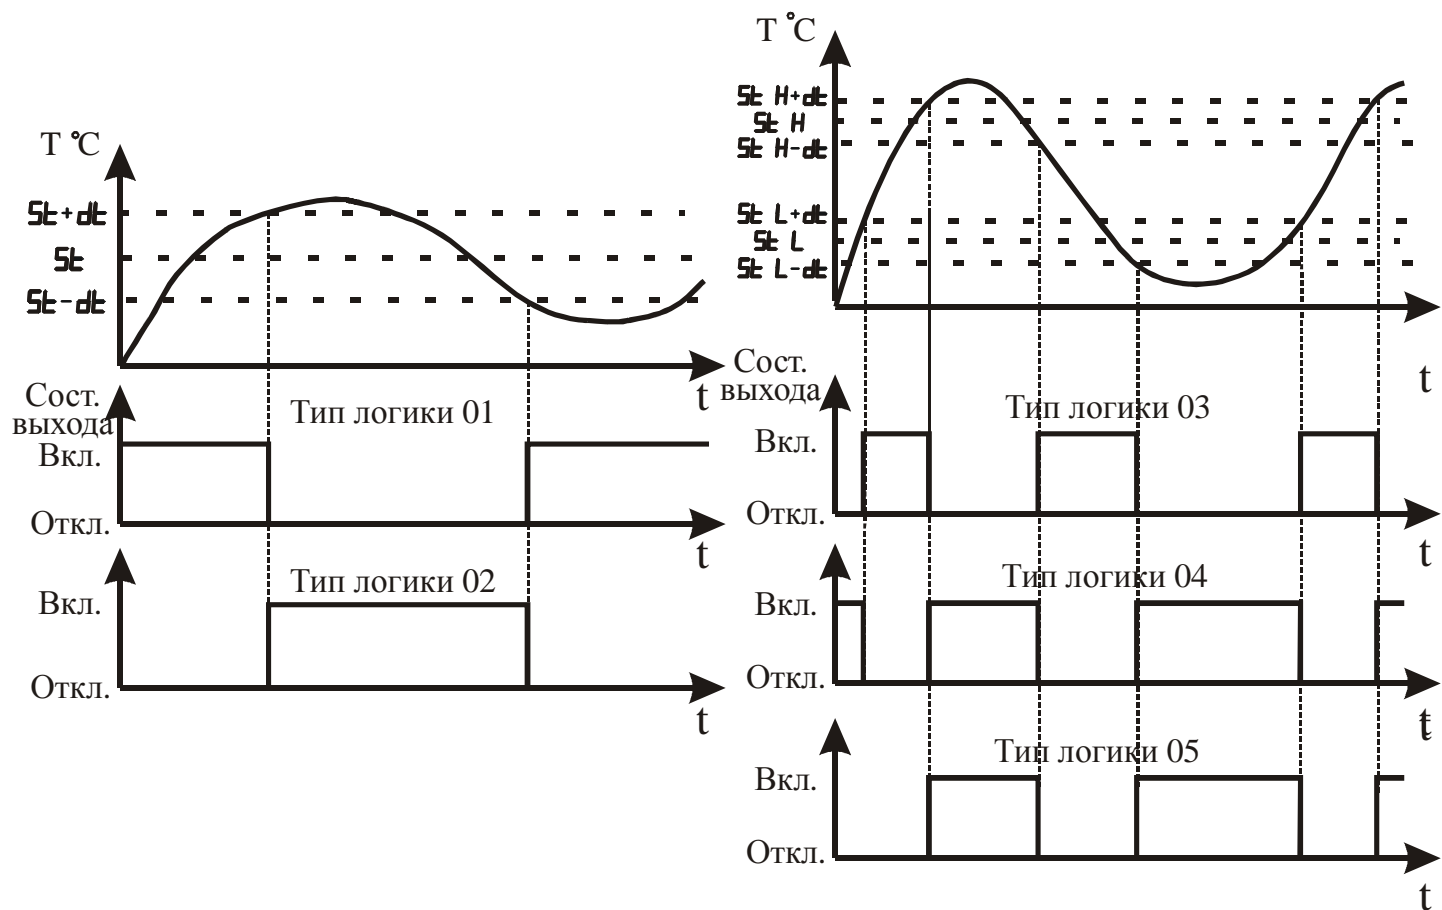 T °C
St+dt
St
St-dt
t
Сост.
выхода
Тип логики 01
Вкл.
Откл.
t
Тип логики 02
Вкл.
Откл.
t
T °C
St H+dt
St H
St H-dt
St L+dt
St L
St L-dt
t
Сост.
выхода
Тип логики 03
Вкл.
Откл.
t
Тип логики 04
Вкл.
Откл.
t
Тип логики 05
Вкл.
Откл.
t